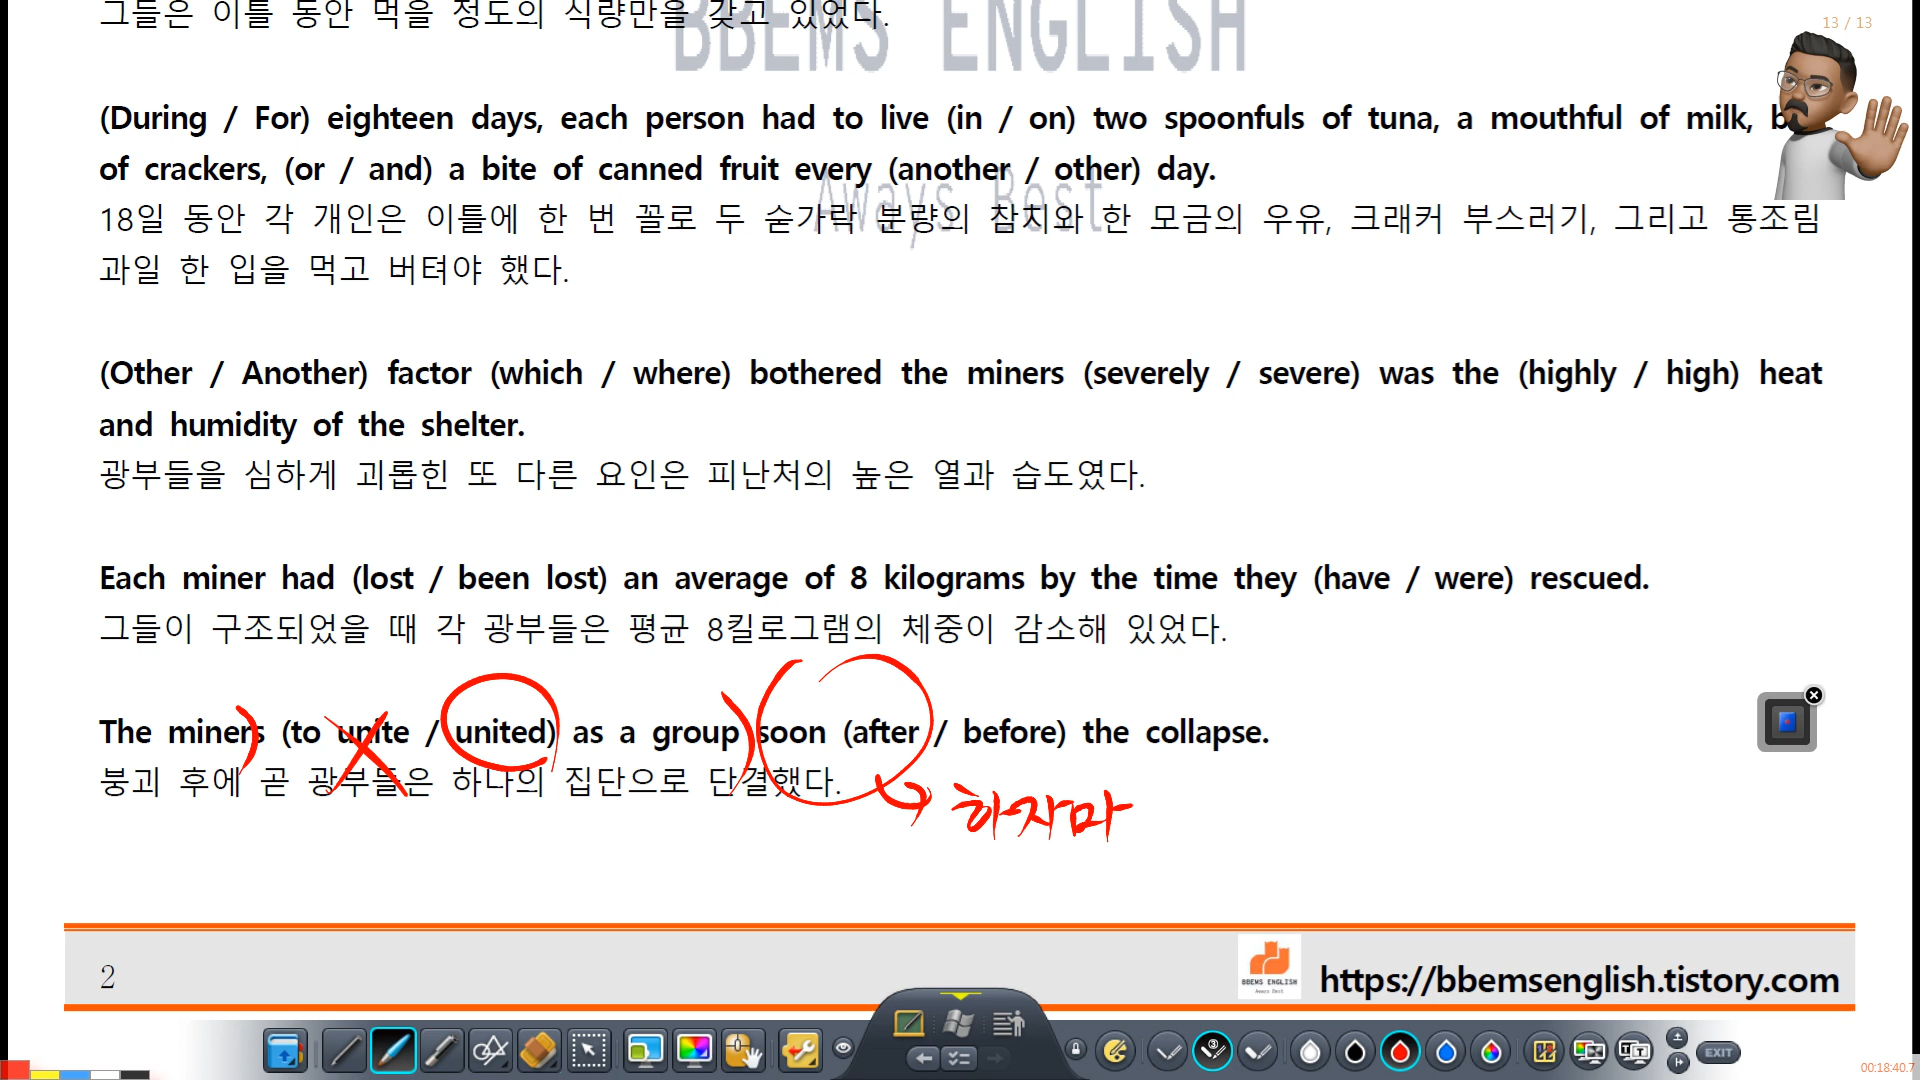 그들은 이틀 동안 먹을 정도의 식량만을 갖고 있었다.
BBEMS ENGLISH
13 / 13
(During / For) eighteen days, each person had to live (in / on) two spoonfuls of tuna, a mouthful of milk,
of crackers, (or / and) a bite of canned fruit every (another / other) day.
Aways Best
18일 동안 각 개인은 이틀에 한 번 꼴로 두 숟가락 분량의 참치와 한 모금의 우유, 크래커 부스러기, 그리고 통조림
과일 한 입을 먹고 버텨야 했다.
(Other / Another) factor (which / where) bothered the miners (severely / severe) was the (highly / high) heat
and humidity of the shelter.
광부들을 심하게 괴롭힌 또 다른 요인은 피난처의 높은 열과 습도였다.
Each miner had (lost / been lost) an average of 8 kilograms by the time they (have / were) rescued.
그들이 구조되었을 때 각 광부들은 평균 8킬로그램의 체중이 감소해 있었다.
The miners (to unite / united) as a group soon (after / before) the collapse.
붕괴 후에 곧 광부들은 하나의 집단으로 단결했다.
하자마
2
BBEMS ENGLISH
Aways Best
https://bbemsenglish.tistory.com
EXIT
00:18:40.7